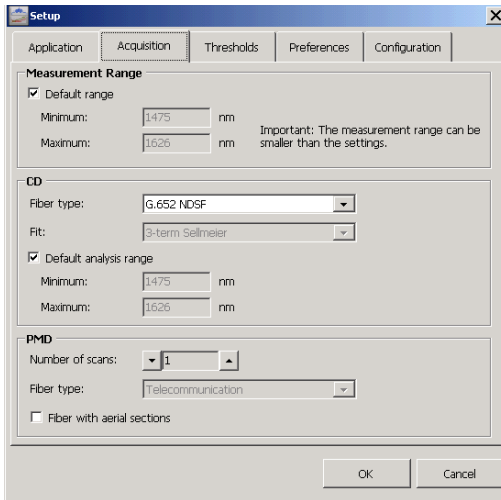 Setup
Application Acquisition Thresholds Preferences Configuration
Measurement Range
Default range
Minimum: 1475 nm
Maximum: 1626 nm
Important: The measurement range can be
smaller than the settings.
CD
Fiber type: G.652 NDSF
Fit: 3-term Sellmeier
Default analysis range
Minimum: 1475 nm
Maximum: 1626 nm
PMD
Number of scans: 1
Fiber type: Telecommunication
Fiber with aerial sections
OK Cancel